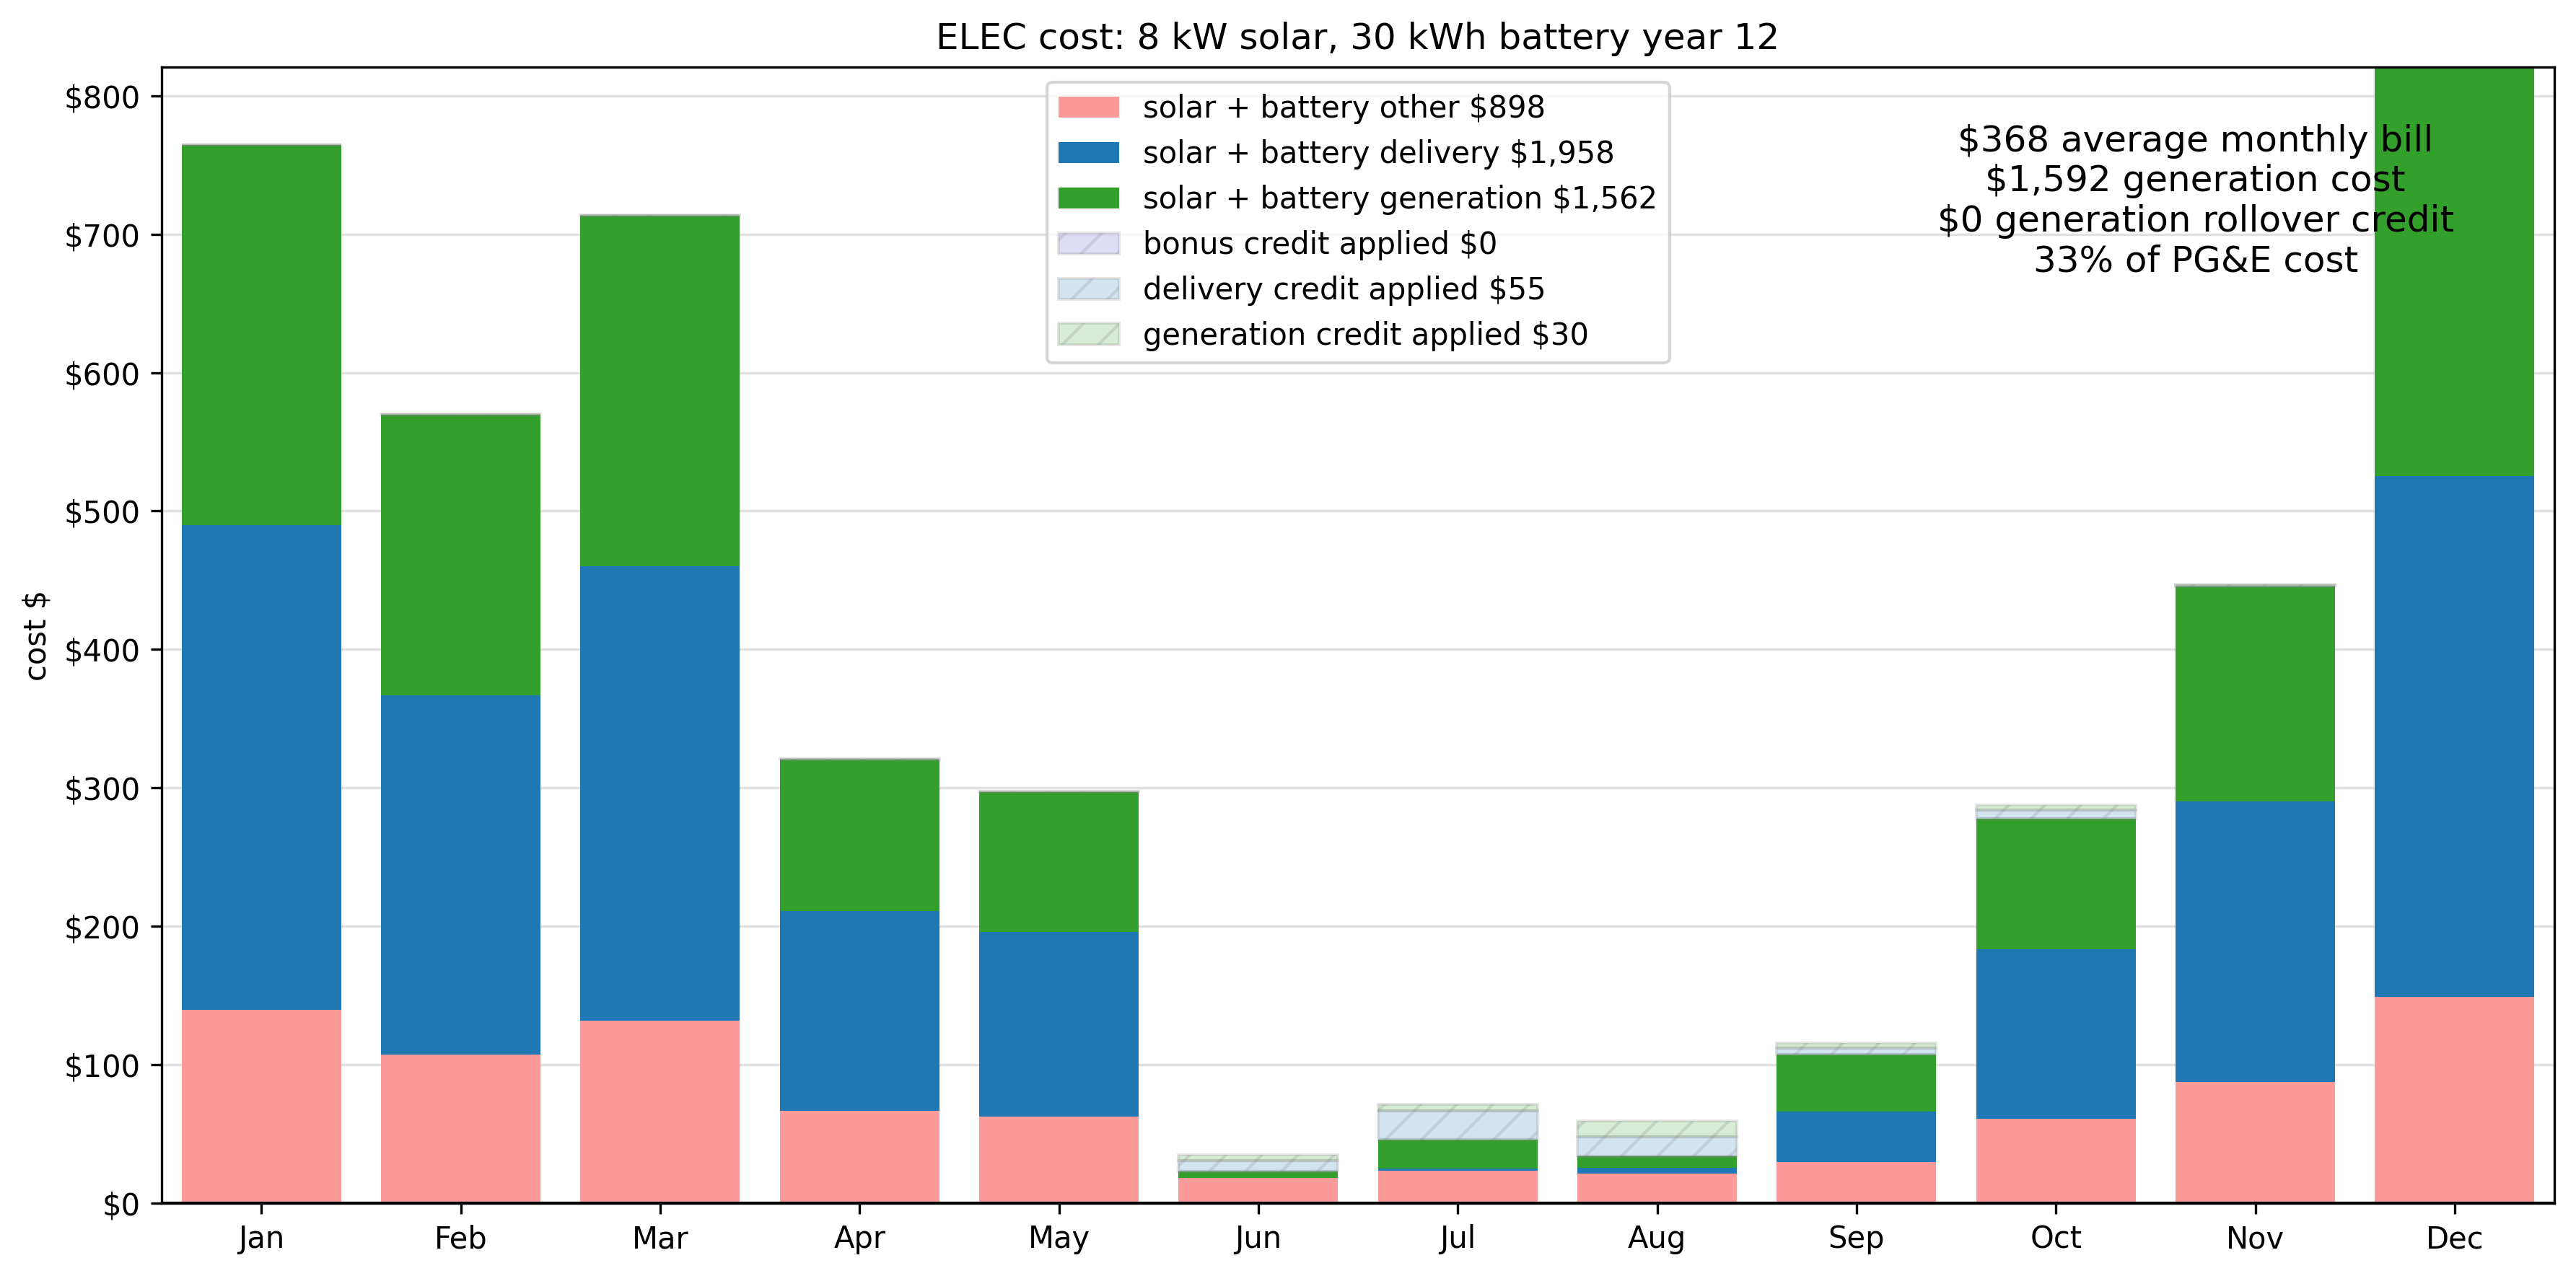 ELEC cost: 8 kW solar, 30 kWh battery year 12
solar + battery other $898
solar + battery delivery $1,958
solar + battery generation $1,562
bonus credit applied $0
delivery credit applied $55
generation credit applied $30
$368 average monthly bill
$1,592 generation cost
$0 generation rollover credit
33% of PG&E cost
cost $
$800
$700
$600
$500
$400
$300
$200
$100
$0
Jan Feb Mar Apr May Jun Jul Aug Sep Oct Nov Dec